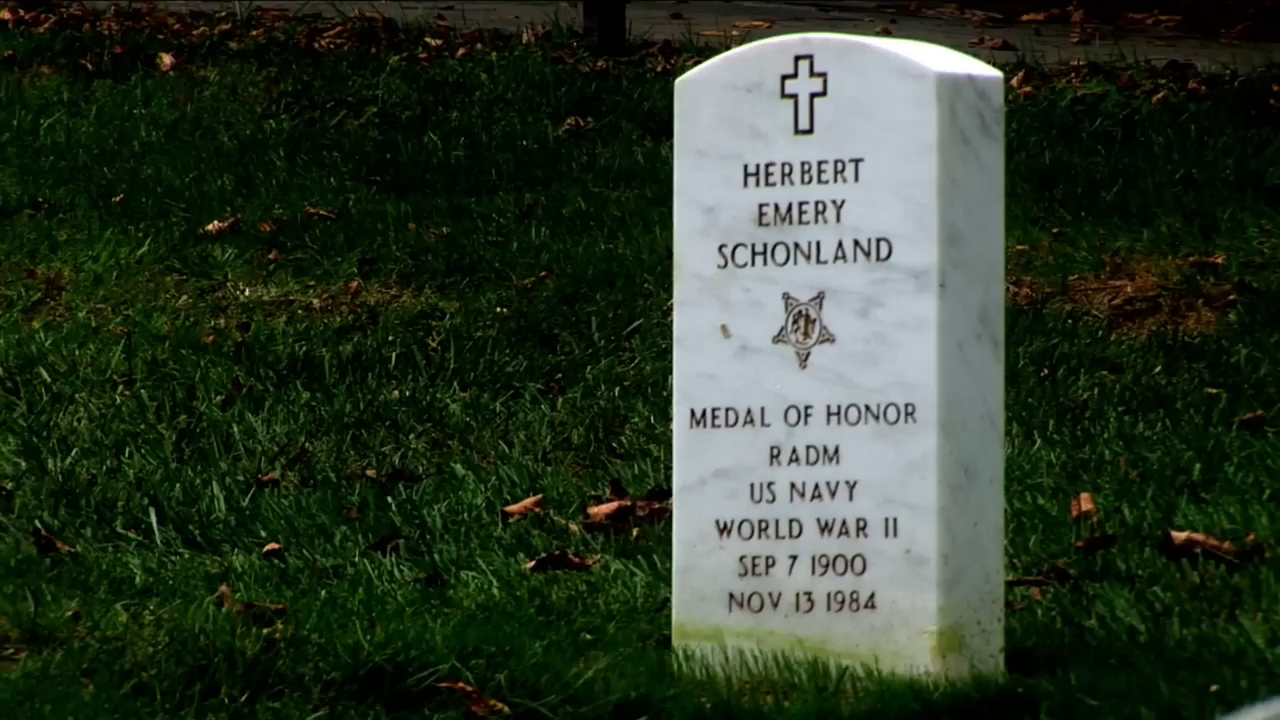 HERBERT
EMERY
SCHONLAND
MEDAL OF HONOR
RADM
US NAVY
WORLD WAR II
SEP 7 1900
NOV 13 1984